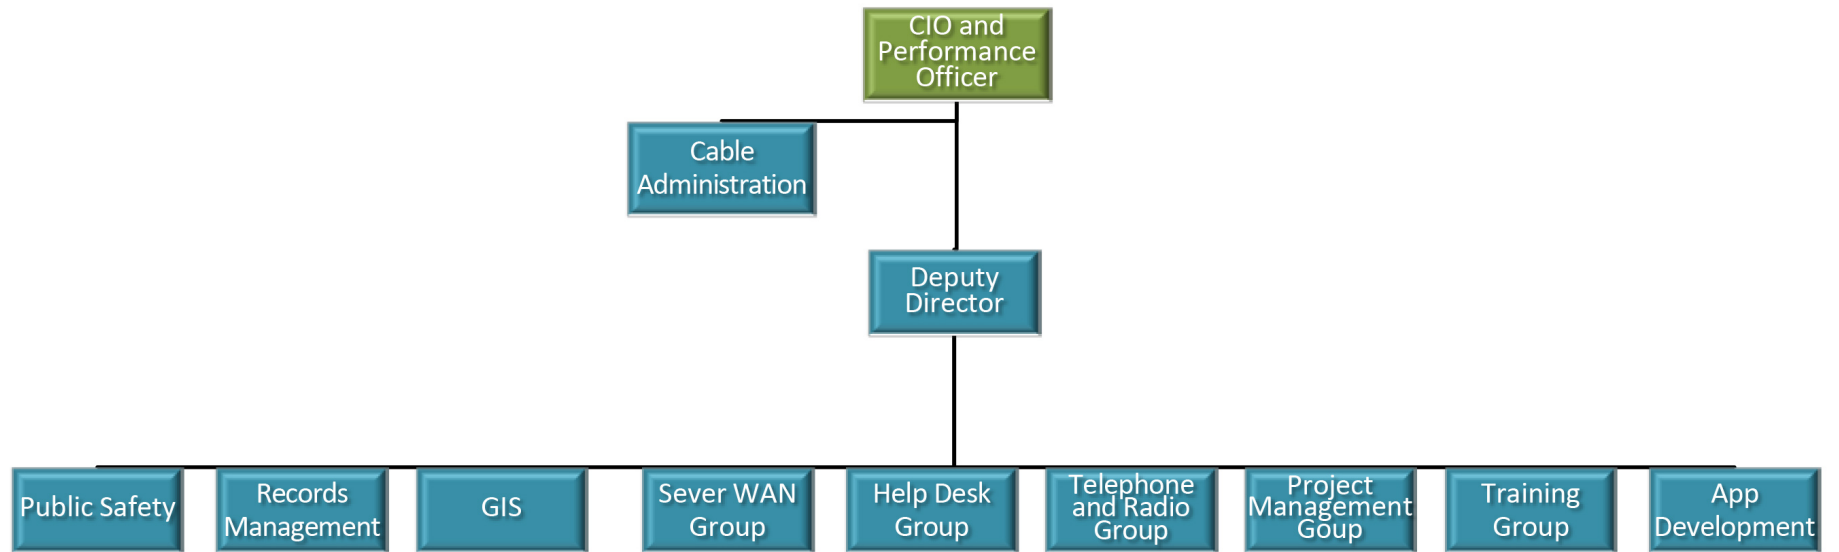 CIO and
Performance
Officer
Cable
Administration
Deputy
Director
Public Safety
Records
Management
GIS
Sever WAN
Group
Help Desk
Group
Telephone
and Radio
Group
Project
Management
Goup
Training
Group
App
Development